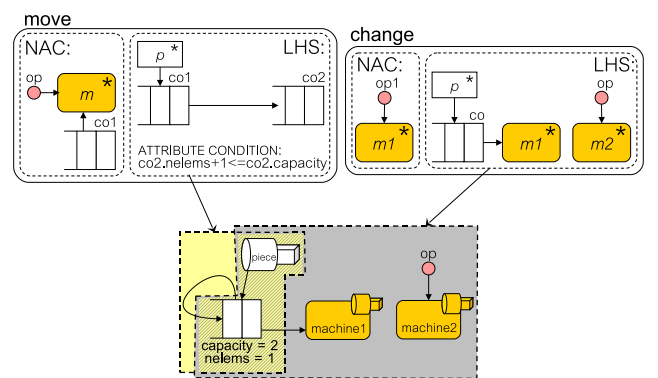 move
NAC:
LHS:
op
m *
co1
p *
co1
co2
ATTRIBUTE CONDITION:
co2.nelems+1<=co2.capacity
change
NAC:
LHS:
op1
m1 *
p *
co
m1 *
op
m2 *
piece
op
machine1
machine2
capacity = 2
nelems = 1